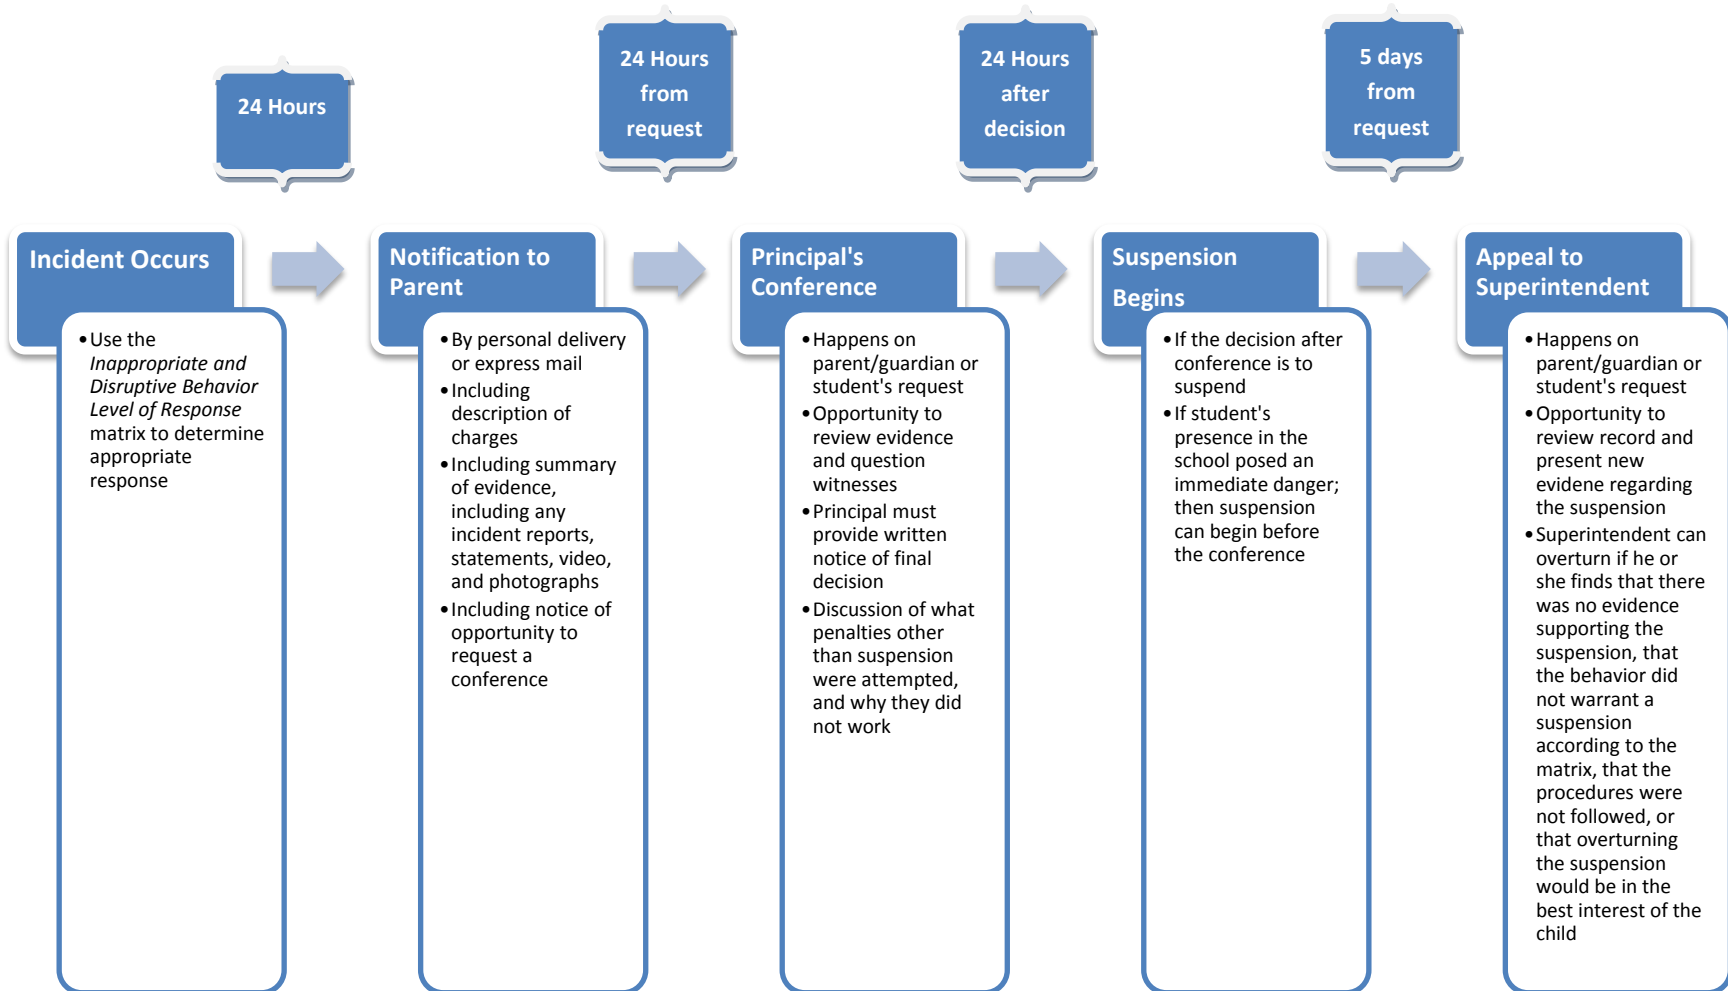 24 Hours
24 Hours
from
request
24 Hours
after
decision
5 days
from
request
Incident Occurs
•Use the
Inappropriate and
Disruptive Behavior
Level of Response
matrix to determine
appropriate
response
Notification to
Parent
•By personal delivery
or express mail
•Including
description of
charges
•Including summary
of evidence,
including any
incident reports,
statements, video,
and photographs
•Including notice of
opportunity to
request a
conference
Principal's
Conference
•Happens on
parent/guardian or
student's request
•Opportunity to
review evidence
and question
witnesses
•Principal must
provide written
notice of final
decision
•Discussion of what
penalties other
than suspension
were attempted,
and why they did
not work
Suspension
Begins
•If the decision after
conference is to
suspend
•If student's
presence in the
school posed an
immediate danger;
then suspension
can begin before
the conference
Appeal to
Superintendent
•Happens on
parent/guardian or
student's request
•Opportunity to
review record and
present new
evidene regarding
the suspension
•Superintendent can
overturn if he or
she finds that there
was no evidence
supporting the
suspension, that
the behavior did
not warrant a
suspension
according to the
matrix, that the
procedures were
not followed, or
that overturning
the suspension
would be in the
best interest of the
child